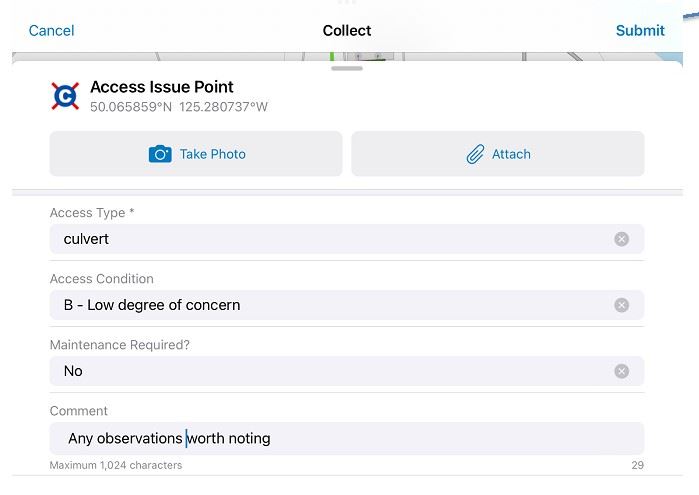 Cancel Collect Submit
Access Issue Point
50.065859°N 125.280737°W
Take Photo Attach
Access Type *
culvert
Access Condition
B - Low degree of concern
Maintenance Required?
No
Comment
Any observations worth noting
Maximum 1,024 characters 29